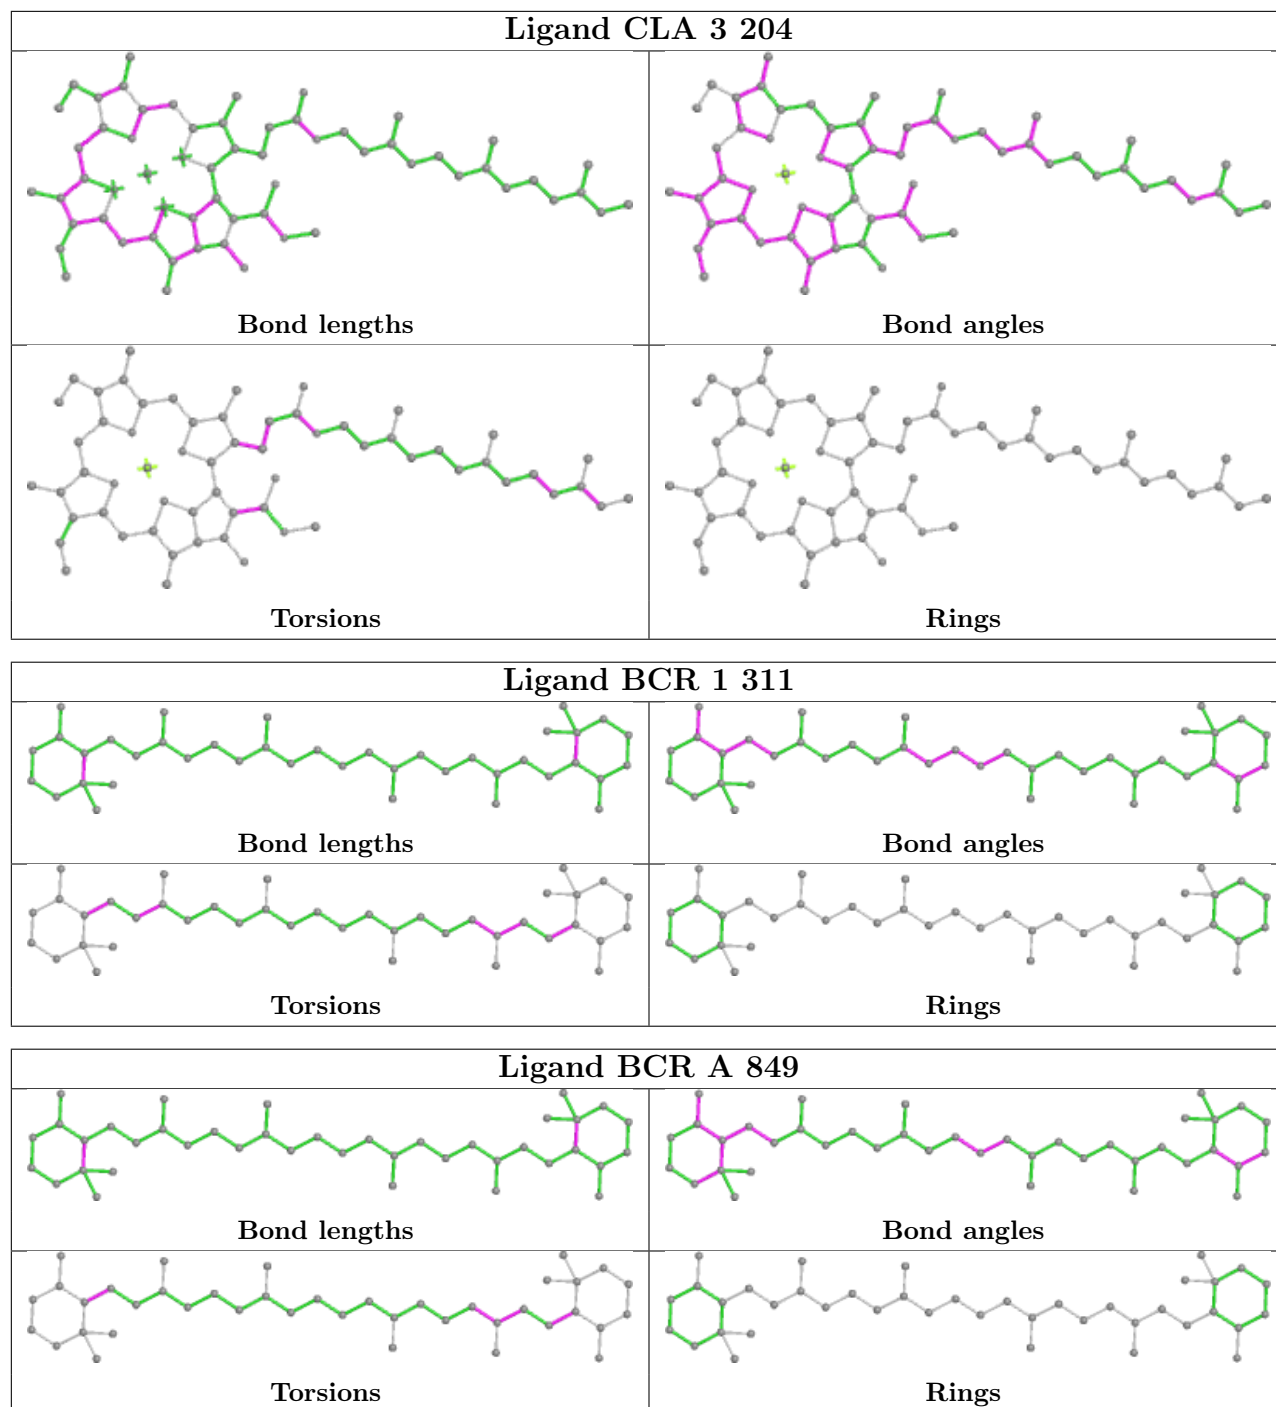 Ligand CLA 3 204
Bond lengths
Bond angles
Torsions
Rings
Ligand BCR 1 311
Bond lengths
Bond angles
Torsions
Rings
Ligand BCR A 849
Bond lengths
Bond angles
Torsions
Rings